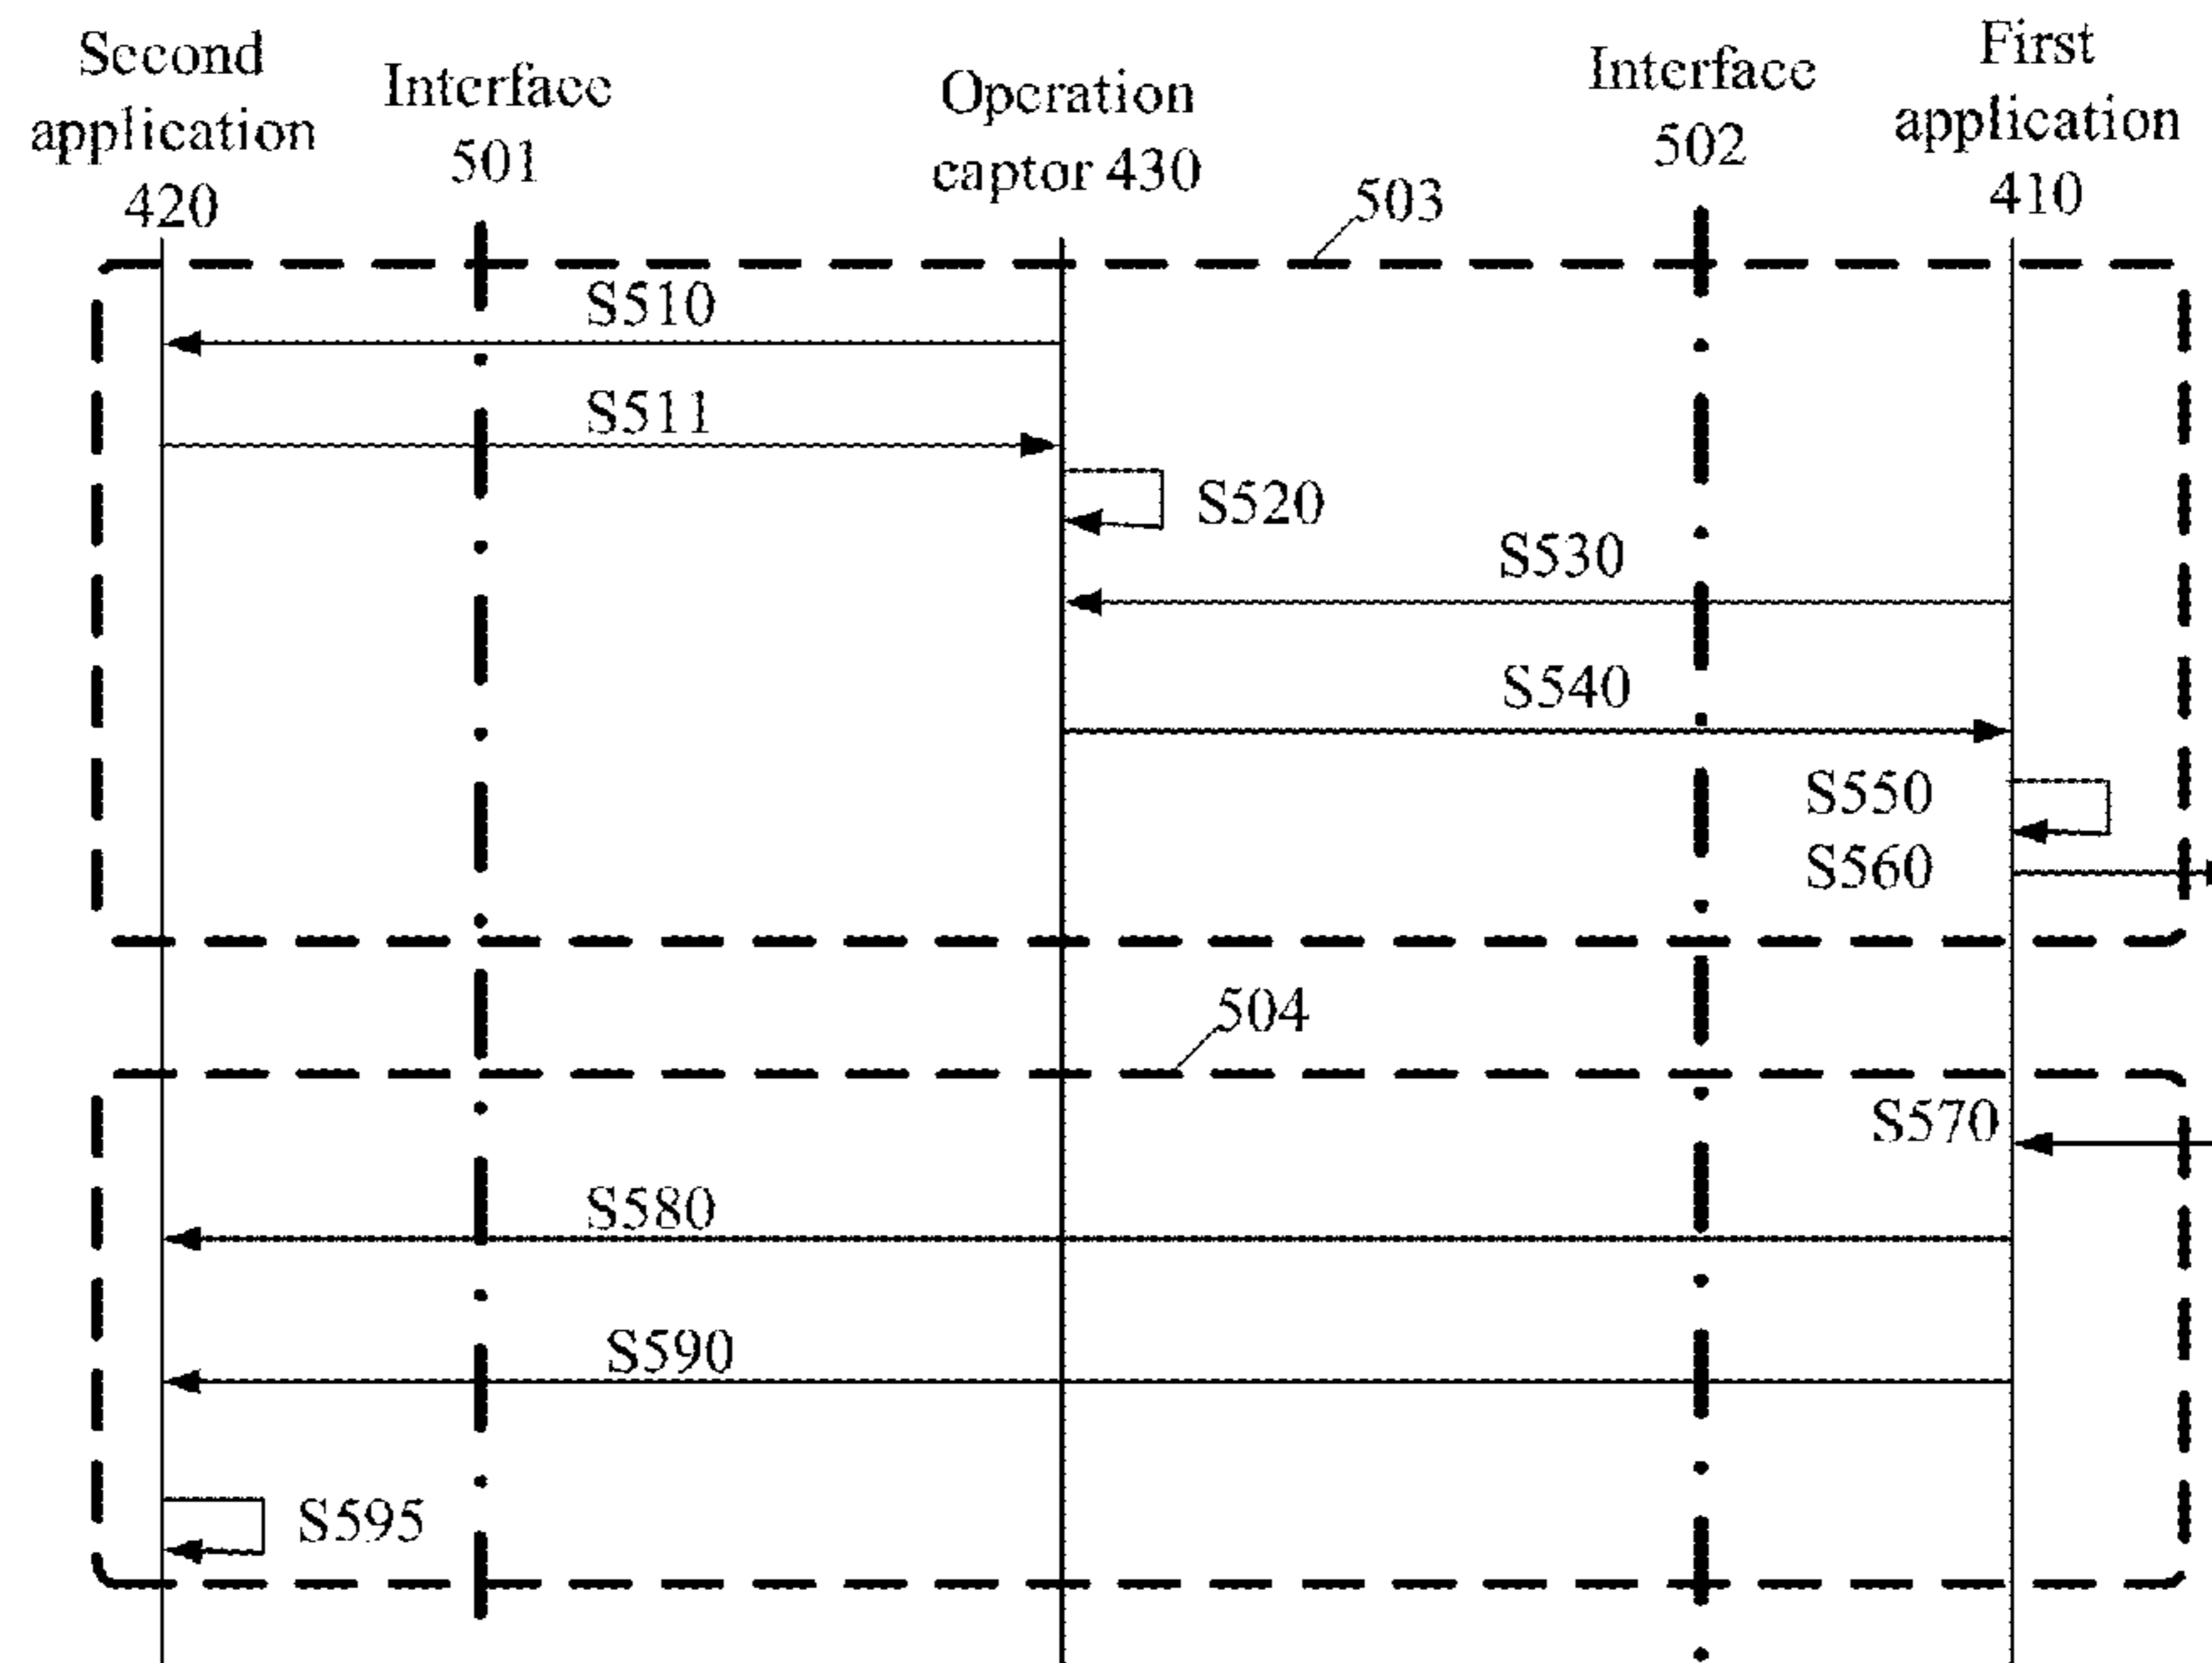 Second
application
420
Interface
501
Operation
captor 430
503
Interface
502
First
application
410
S510
S511
S520
S530
S540
S550
S560
504
S570
S580
S590
S595